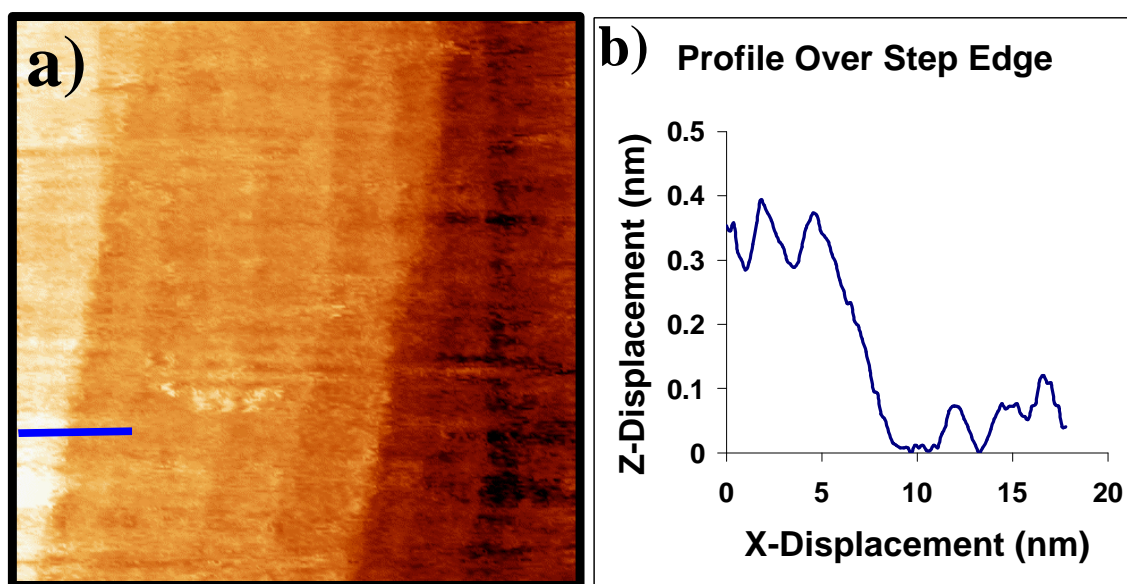 a)
b) Profile Over Step Edge
Z-Displacement (nm)
0.5
0.4
0.3
0.2
0.1
0
0 5 10 15 20
X-Displacement (nm)